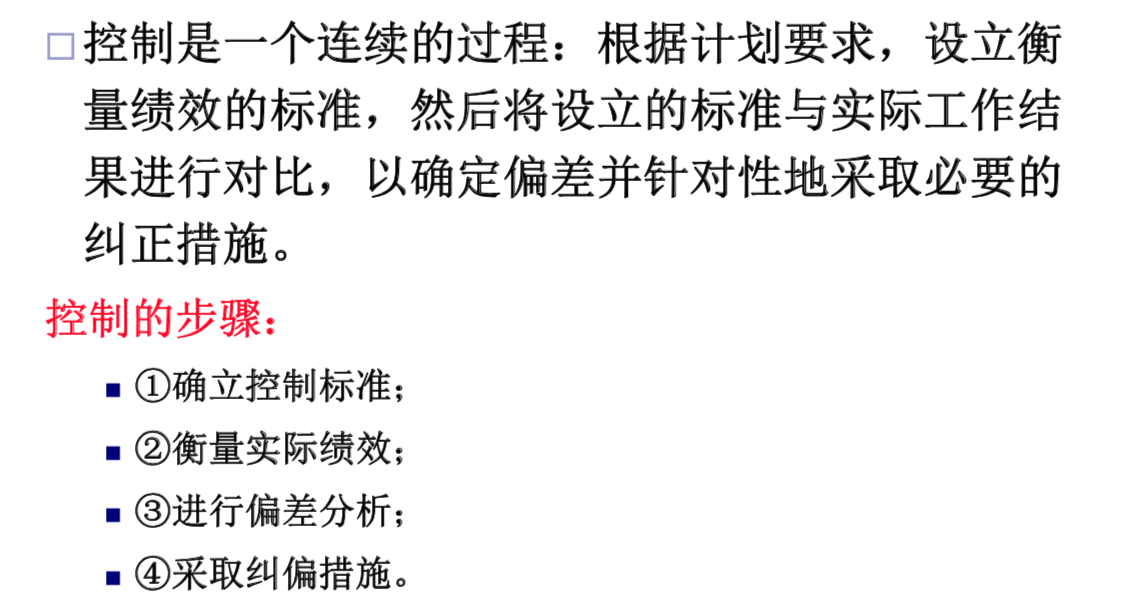 控制是一个连续的过程：根据计划要求，设立衡
量绩效的标准，然后将设立的标准与实际工作结
果进行对比，以确定偏差并针对性地采取必要的
纠正措施。
控制的步骤：
①确立控制标准；
②衡量实际绩效；
③进行偏差分析；
④采取纠偏措施。